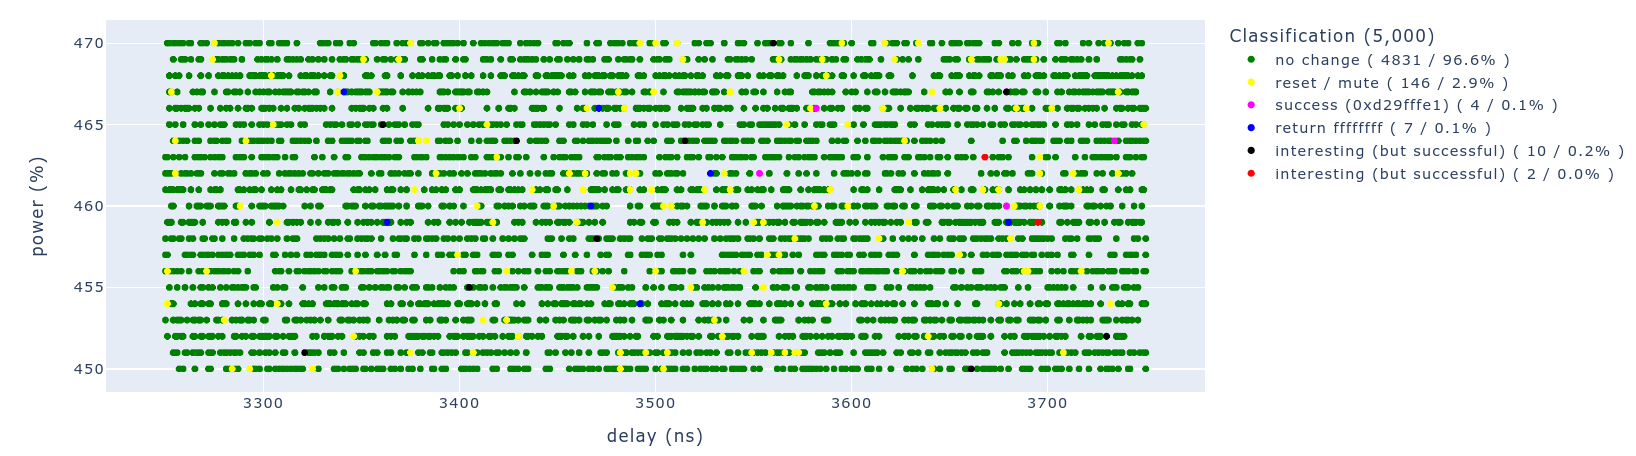 Classification (5,000)
no change ( 4831 / 96.6% )
reset / mute ( 146 / 2.9% )
success (0xd29fffe1) ( 4 / 0.1% )
return ffffffff ( 7 / 0.1% )
interesting (but successful) ( 10 / 0.2% )
interesting (but successful) ( 2 / 0.0% )
power (%)
470
465
460
455
450
3300 3400 3500 3600 3700
delay (ns)